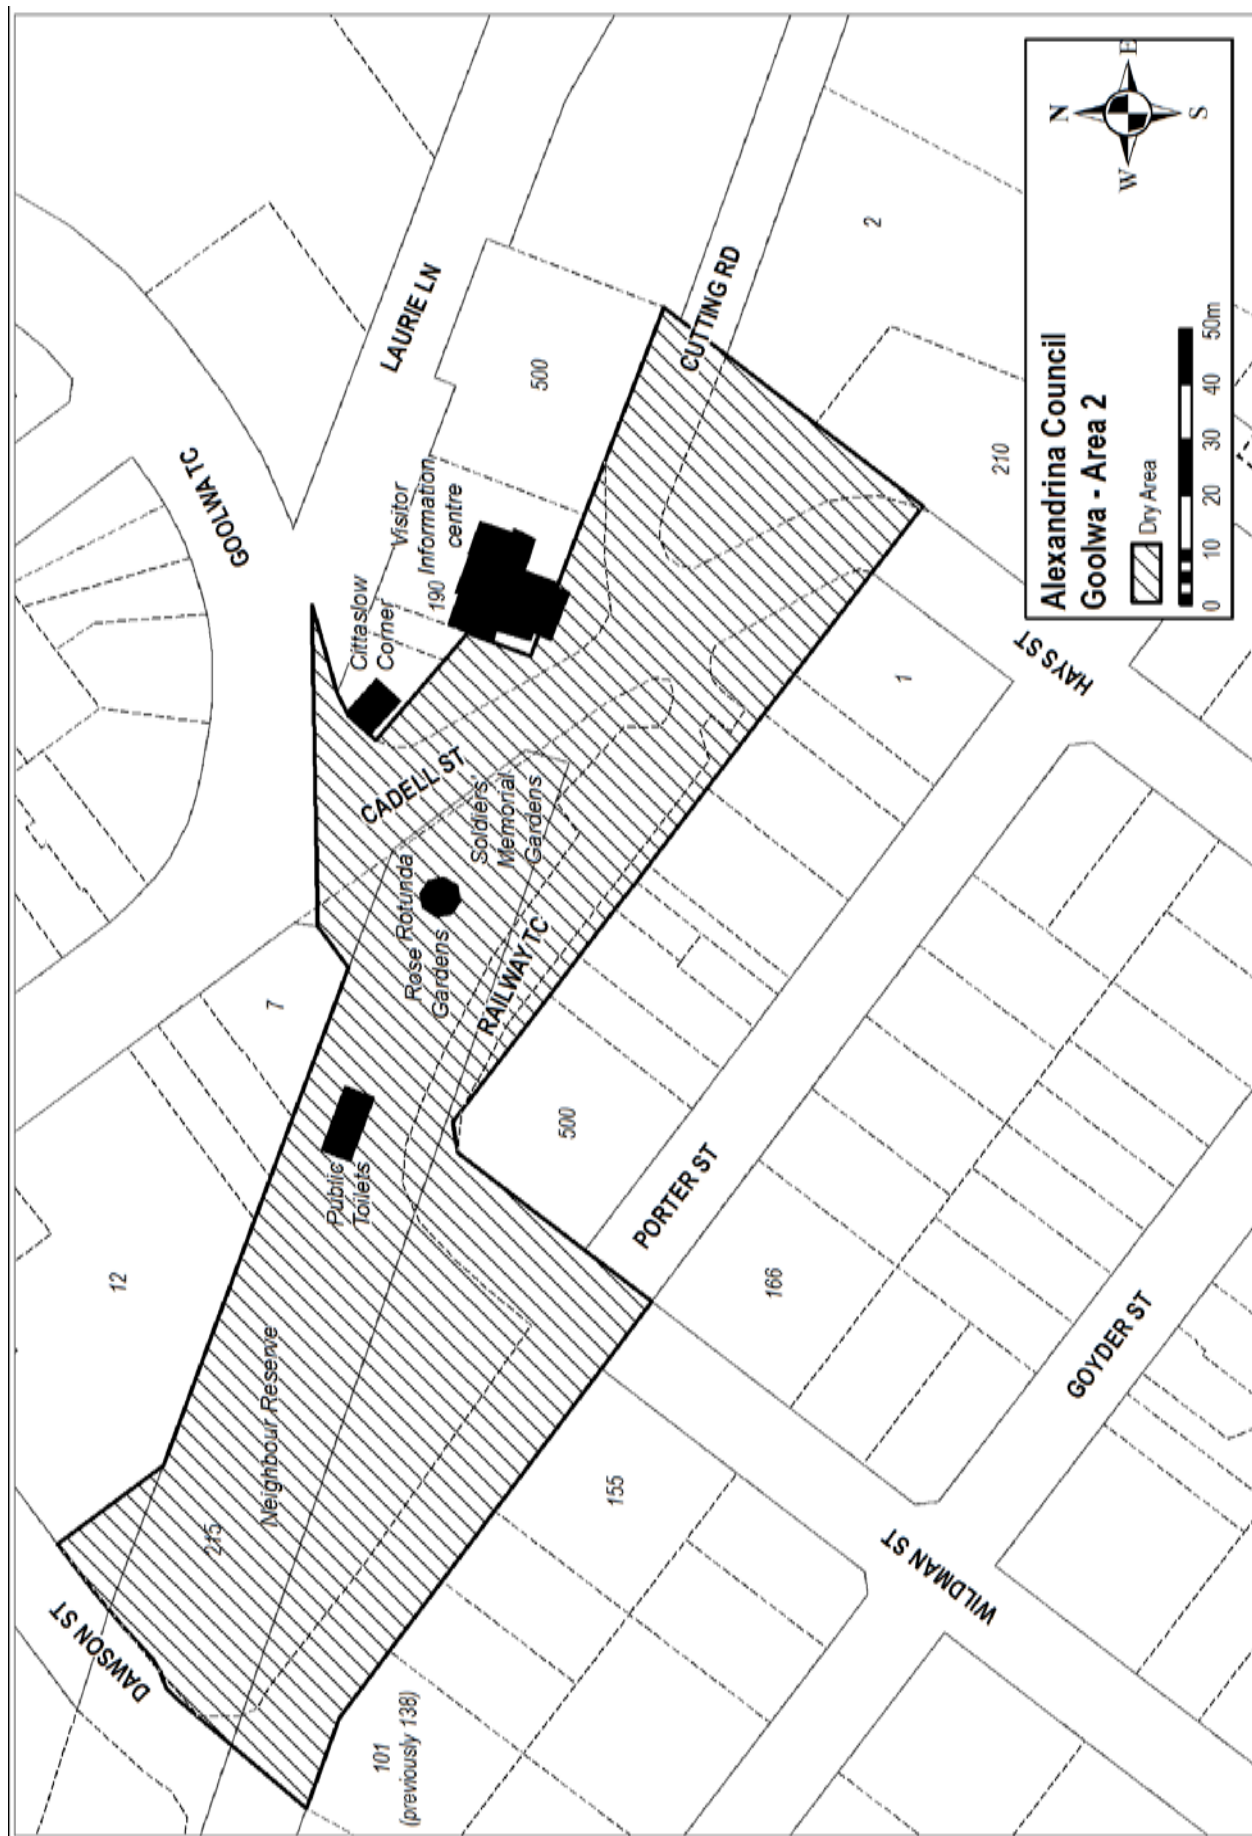 DAWSON ST
215
Neighbour Reserve
12
7
Public
Toilets
Rose Rotunda
Gardens
RAILWAY TC
Soldiers'
Memorial
Gardens
CADELL ST
GOOLWA TC
Cittaslow
Corner
190
Visitor
Information
centre
LAURIE LN
500
CUTTING RD
2
101
(previously 138)
155
500
PORTER ST
166
1
210
WILDMAN ST
GOYDER ST
HAYS ST
Alexandrina Council
Goolwa - Area 2
Dry Area
0 10 20 30 40 50m
N
W E
S